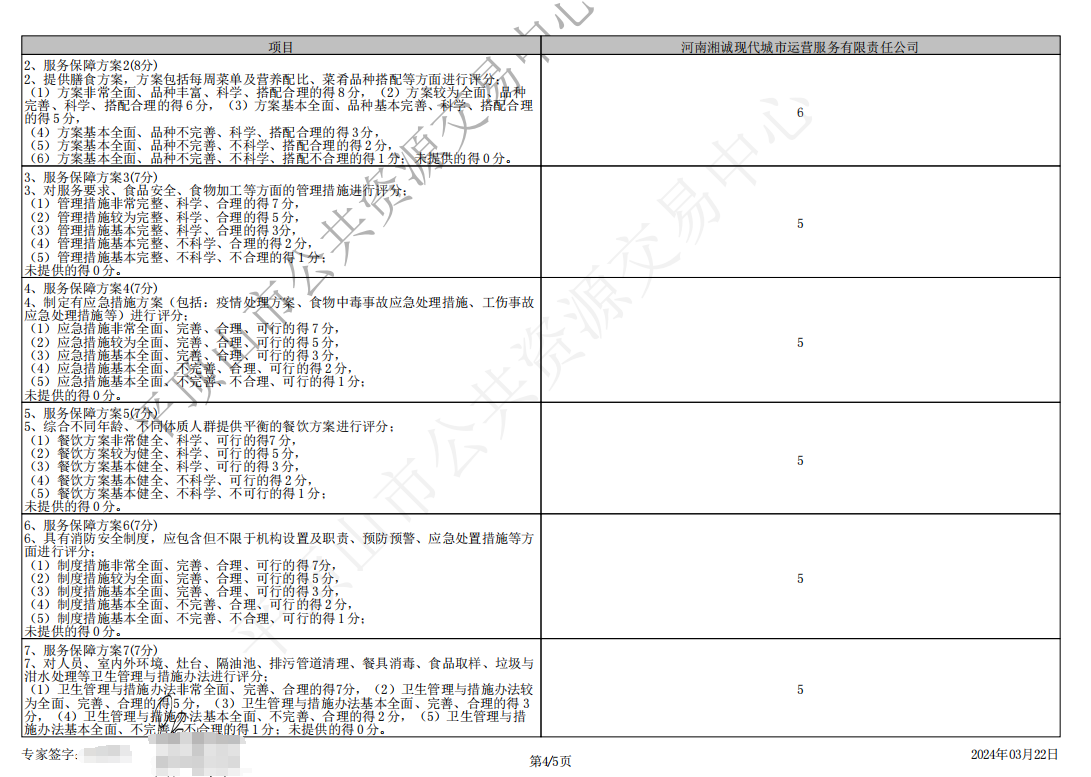 项目
河南湘诚现代城市运营服务有限责任公司
2、服务保障方案2(8分)
2、提供膳食方案，方案包括每周菜单及营养配比、菜肴品种搭配等方面进行评分；
（1）方案非常全面、品种丰富、科学、搭配合理的得8分，（2）方案较为全面、品种
完善、科学、搭配合理的得6分，（3）方案基本全面、品种基本完善、科学、搭配合理
的得5分，
（4）方案基本全面、品种不完善、科学、搭配合理的得3分，
（5）方案基本全面、品种不完善、不科学、搭配合理的得2分，
（6）方案基本全面、品种不完善、不科学、搭配不合理的得1分；未提供的得0分。
6
3、服务保障方案3(7分)
3、对服务要求、食品安全、食物加工等方面的管理措施进行评分；
（1）管理措施非常完整、科学、合理的得7分，
（2）管理措施较为完整、科学、合理的得5分，
（3）管理措施基本完整、科学、合理的得3分，
（4）管理措施基本完整、不科学、合理的得2分，
（5）管理措施基本完整、不科学、不合理的得1分；
未提供的得0分。
5
4、服务保障方案4(7分)
4、制定有应急措施方案（包括：疫情处理方案、食物中毒事故应急处理措施、工伤事故
应急处理措施等）进行评分；
（1）应急措施非常全面、完善、合理、可行的得7分，
（2）应急措施较为全面、完善、合理、可行的得5分，
（3）应急措施基本全面、完善、合理、可行的得3分，
（4）应急措施基本全面、不完善、合理、可行的得2分，
（5）应急措施基本全面、不完善、不合理、可行的得1分；
未提供的得0分。
5
5、服务保障方案5(7分)
5、综合不同年龄、不同体质人群提供平衡的餐饮方案进行评分；
（1）餐饮方案非常健全、科学、可行的得7分，
（2）餐饮方案较为健全、科学、可行的得5分，
（3）餐饮方案基本健全、科学、可行的得3分，
（4）餐饮方案基本健全、不科学、可行的得2分，
（5）餐饮方案基本健全、不科学、不可行的得1分；
未提供的得0分。
5
6、服务保障方案6(7分)
6、具有消防安全制度，应包含但不限于机构设置及职责、预防预警、应急处置措施等方
面进行评分；
（1）制度措施非常全面、完善、合理、可行的得7分，
（2）制度措施较为全面、完善、合理、可行的得5分，
（3）制度措施基本全面、完善、合理、可行的得3分，
（4）制度措施基本全面、不完善、合理、可行的得2分，
（5）制度措施基本全面、不完善、不合理、可行的得1分；
未提供的得0分。
5
7、服务保障方案7(7分)
7、对人员、室内外环境、灶台、隔油池、排污管道清理、餐具消毒、食品取样、垃圾与
泔水处理等卫生管理与措施办法进行评分；
（1）卫生管理与措施办法非常全面、完善、合理的得7分，（2）卫生管理与措施办法较
为全面、完善、合理的得5分，（3）卫生管理与措施办法基本全面、完善、合理的得3
分，（4）卫生管理与措施办法基本全面、不完善、合理的得2分，（5）卫生管理与措
施办法基本全面、不完善、不合理的得1分；未提供的得0分。
5
专家签字：
第4/5页
2024年03月22日
平顶山市公共资源交易中心
平顶山市公共资源交易中心